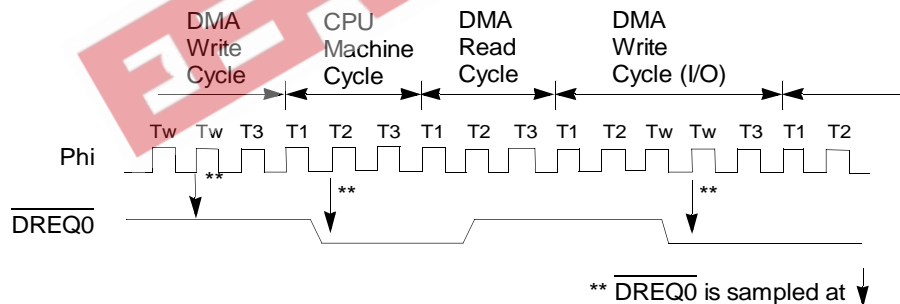 DMA Write Cycle
CPU Machine Cycle
DMA Read Cycle
DMA Write Cycle (I/O)
Tw Tw T3 T1 T2 T3 T1 T2 T3 T1 T2 Tw Tw T3 T1 T2
Phi
** ** **
DREQ0
** DREQ0 is sampled at